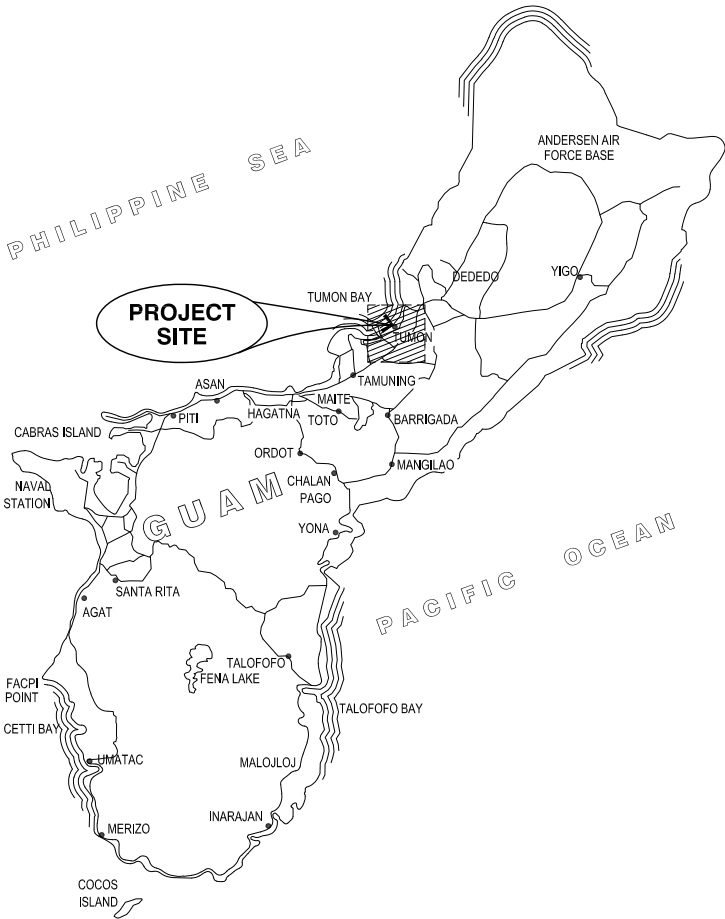 ANDERSEN AIR
FORCE BASE
PHILIPPINE SEA
DEDEDO
YIGO
TUMON BAY
PROJECT
SITE
TUMON
TAMUNING
ASAN
MAITE
HAGATNA
TOTO
PITI
BARRIGADA
CABRAS ISLAND
ORDOT
MANGILAO
CHALAN
PAGO
NAVAL
STATION
GUAM
YONA
PACIFIC OCEAN
SANTA RITA
AGAT
TALOFOFO
FENA LAKE
FACPI
POINT
TALOFOFO BAY
CETTI BAY
UMATAC
MALOJLOJ
INARAJAN
MERIZO
COCOS
ISLAND